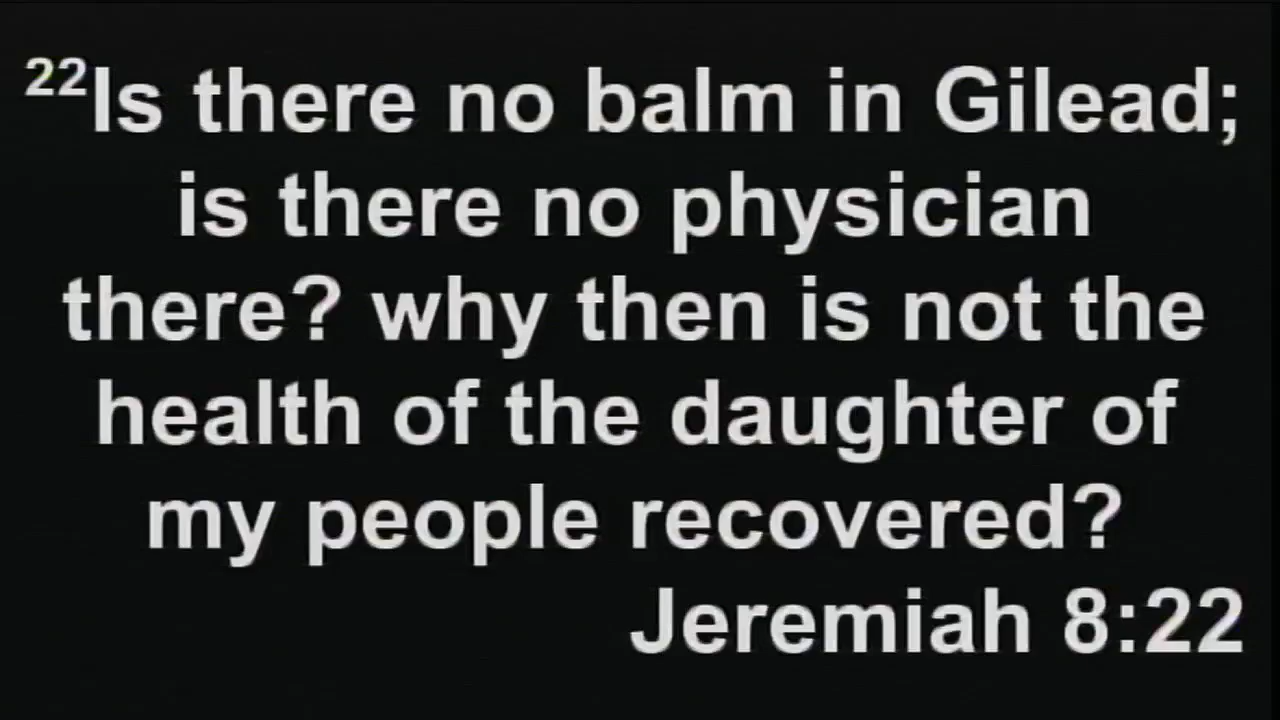 22Is there no balm in Gilead;
is there no physician
there? why then is not the
health of the daughter of
my people recovered?
Jeremiah 8:22